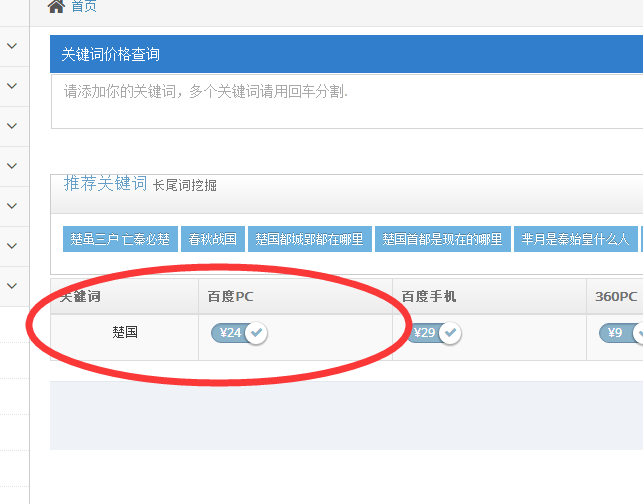 首页
关键词价格查询
请添加你的关键词，多个关键词请用回车分割.
推荐关键词 长尾词挖掘
楚虽三户 亡秦必楚 春秋战国 楚国都城郢都在哪里 楚国首都是现在的哪里 芈月是秦始皇什么人
关键词 百度PC 百度手机 360PC
楚国 ¥24 ¥29 ¥9